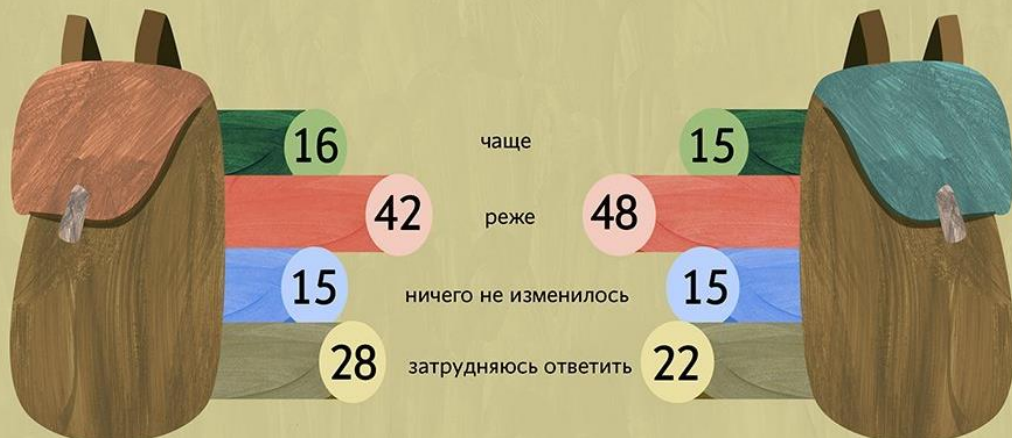 16 чаще 15
42 реже 48
15 ничего не изменилось 15
28 затрудняюсь ответить 22